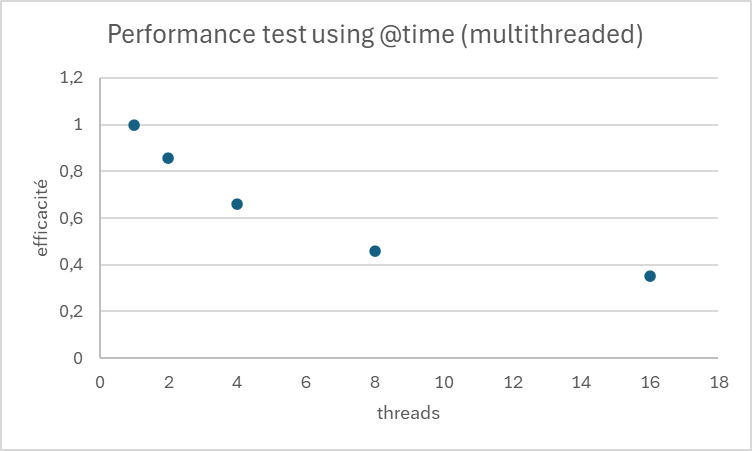 Performance test using @time (multithreaded)
1,2
1
0,8
0,6
0,4
0,2
0
efficacité
0 2 4 6 8 10 12 14 16 18
threads